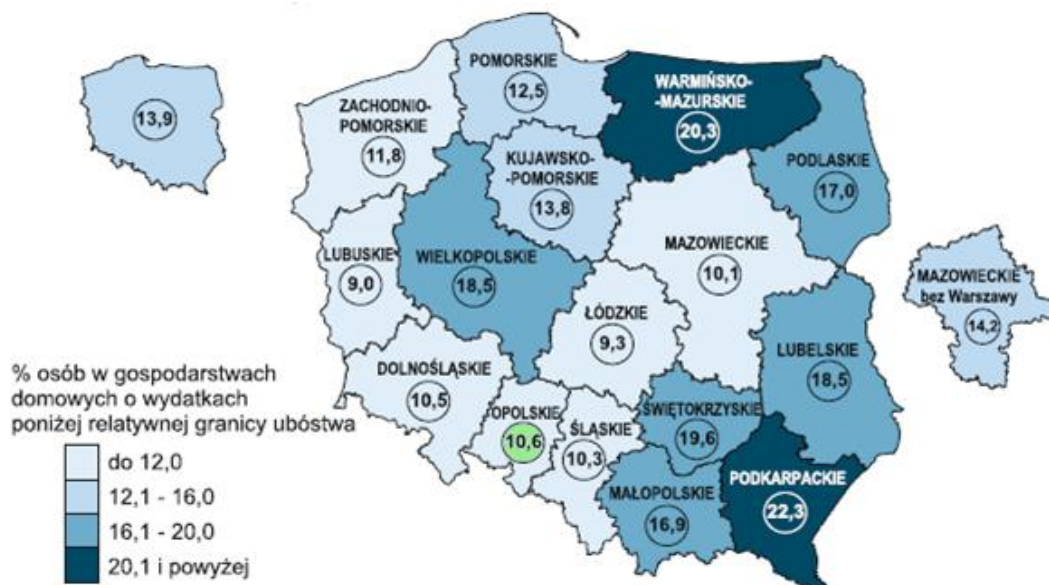 13,9
POMORSKIE
12,5
WARMIŃSKO-
-MAZURSKIE
20,3
ZACHODNIO-
POMORSKIE
11,8
KUJAWSKO-
-POMORSKIE
13,8
PODLASKIE
17,0
LUBUSKIE
9,0
WIELKOPOLSKIE
18,5
MAZOWIECKIE
10,1
MAZOWIECKIE
bez Warszawy
14,2
ŁÓDZKIE
9,3
LUBELSKIE
18,5
DOLNOŚLĄSKIE
10,5
OPOLSKIE
10,6
ŚLĄSKIE
10,3
ŚWIĘTOKRZYSKIE
19,6
MAŁOPOLSKIE
16,9
PODKARPACKIE
22,3
% osób w gospodarstwach
domowych o wydatkach
poniżej relatywnej granicy ubóstwa
do 12,0
12,1 - 16,0
16,1 - 20,0
20,1 i powyżej